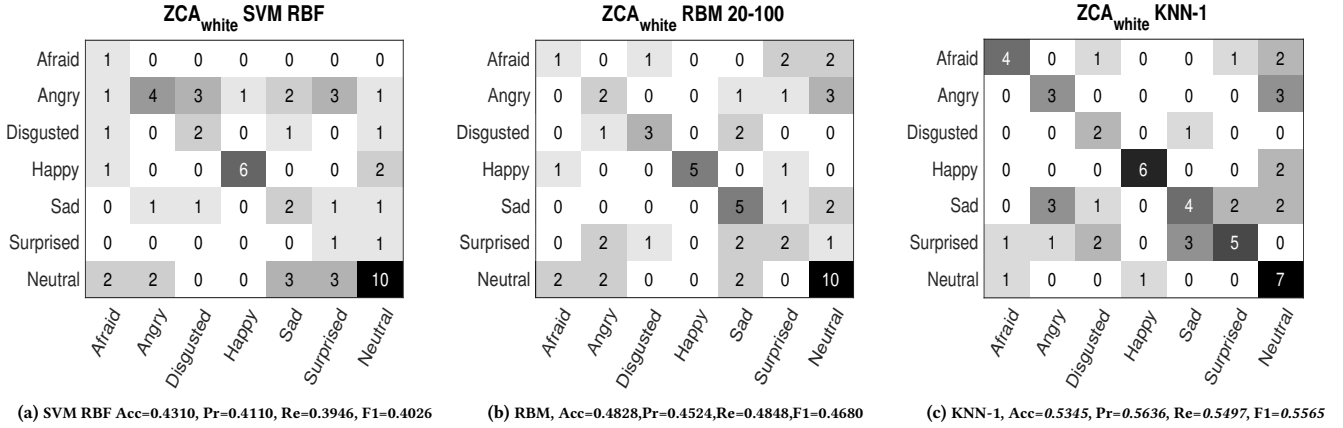 ZCAwhite SVM RBF
Afraid 1 0 0 0 0 0 0
Angry 1 4 3 1 2 3 1
Disgusted 1 0 2 0 1 0 1
Happy 1 0 0 6 0 0 2
Sad 0 1 1 0 2 1 1
Surprised 0 0 0 0 0 1 1
Neutral 2 2 0 0 3 3 10
Afraid Angry Disgusted Happy Sad Surprised Neutral
(a) SVM RBF Acc=0.4310, Pr=0.4110, Re=0.3946, F1=0.4026
ZCAwhite RBM 20-100
Afraid 1 0 1 0 0 2 2
Angry 0 2 0 0 1 1 3
Disgusted 0 1 3 0 2 0 0
Happy 1 0 0 5 0 1 0
Sad 0 0 0 0 5 1 2
Surprised 0 2 1 0 2 2 1
Neutral 2 2 0 0 2 0 10
Afraid Angry Disgusted Happy Sad Surprised Neutral
(b) RBM, Acc=0.4828,Pr=0.4524,Re=0.4848,F1=0.4680
ZCAwhite KNN-1
Afraid 4 0 1 0 0 1 2
Angry 0 3 0 0 0 0 3
Disgusted 0 0 2 0 1 0 0
Happy 0 0 0 6 0 0 2
Sad 0 3 1 0 4 2 2
Surprised 1 1 2 0 3 5 0
Neutral 1 0 0 1 0 0 7
Afraid Angry Disgusted Happy Sad Surprised Neutral
(c) KNN-1, Acc=0.5345, Pr=0.5636, Re=0.5497, F1=0.5565